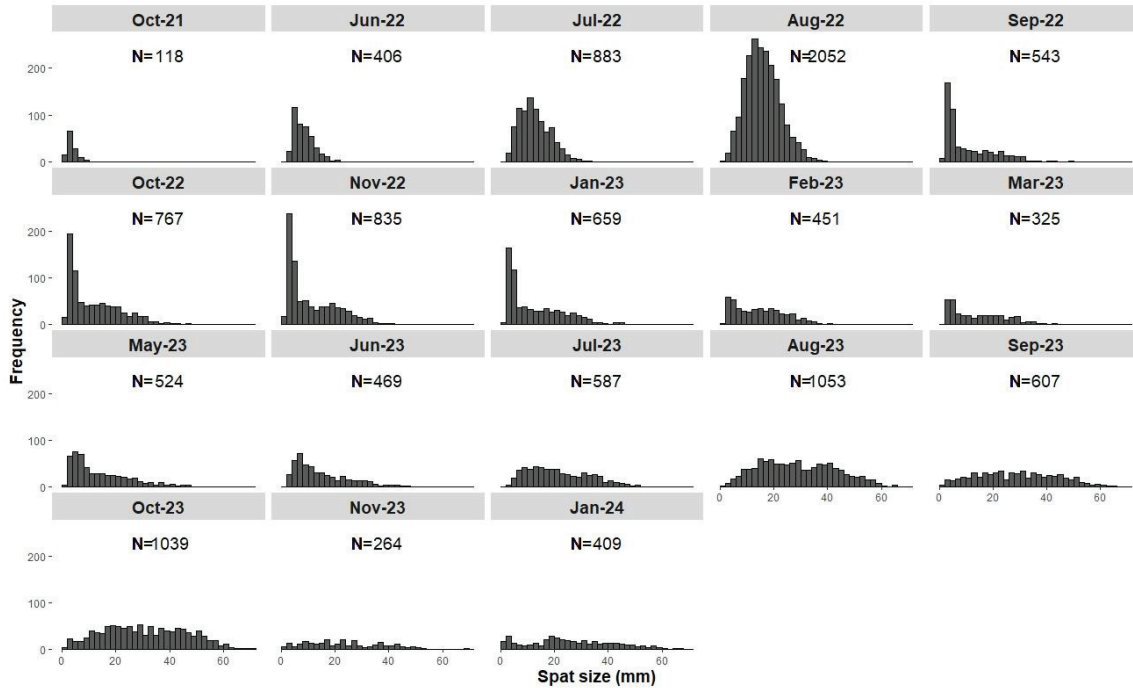 Oct-21 Jun-22 Jul-22 Aug-22 Sep-22
N=118 N=406 N=883 N=2052 N=543
200
100
0
Oct-22 Nov-22 Jan-23 Feb-23 Mar-23
N=767 N=835 N=659 N=451 N=325
200
100
0
Frequency
May-23 Jun-23 Jul-23 Aug-23 Sep-23
N=524 N=469 N=587 N=1053 N=607
200
100
0
0 20 40 60 0 20 40 60
Oct-23 Nov-23 Jan-24
N=1039 N=264 N=409
200
100
0
0 20 40 60 0 20 40 60 0 20 40 60
Spat size (mm)